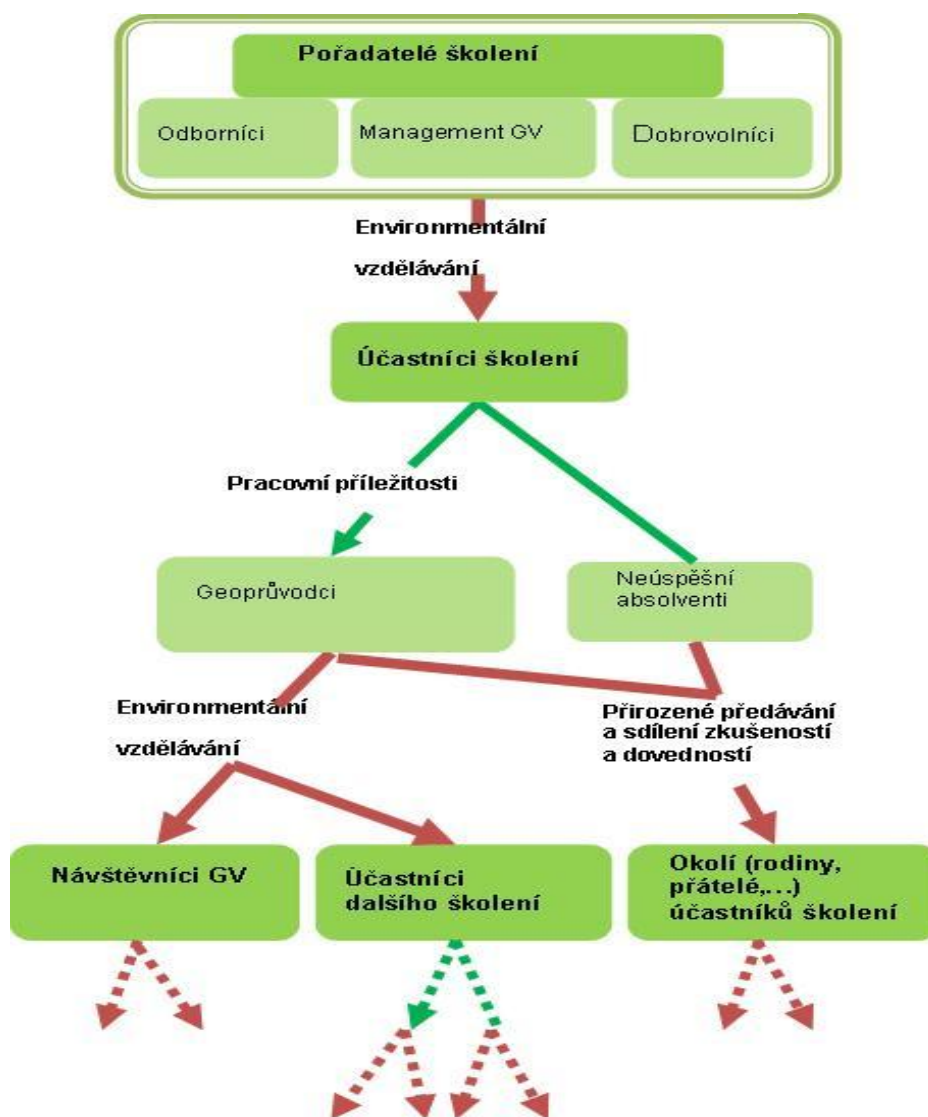 Pořadatelé školení
Odborníci
Management GV
Dobrovolníci
Environmentální
vzdělávání
Účastníci školení
Pracovní příležitosti
Geoprůvodci
Neúspěšní
absolventi
Environmentální
vzdělávání
Přirozené předávání
a sdílení zkušeností
a dovedností
Návštěvníci GV
Účastníci
dalšího školení
Okolí (rodiny,
přátelé,...)
účastníků školení